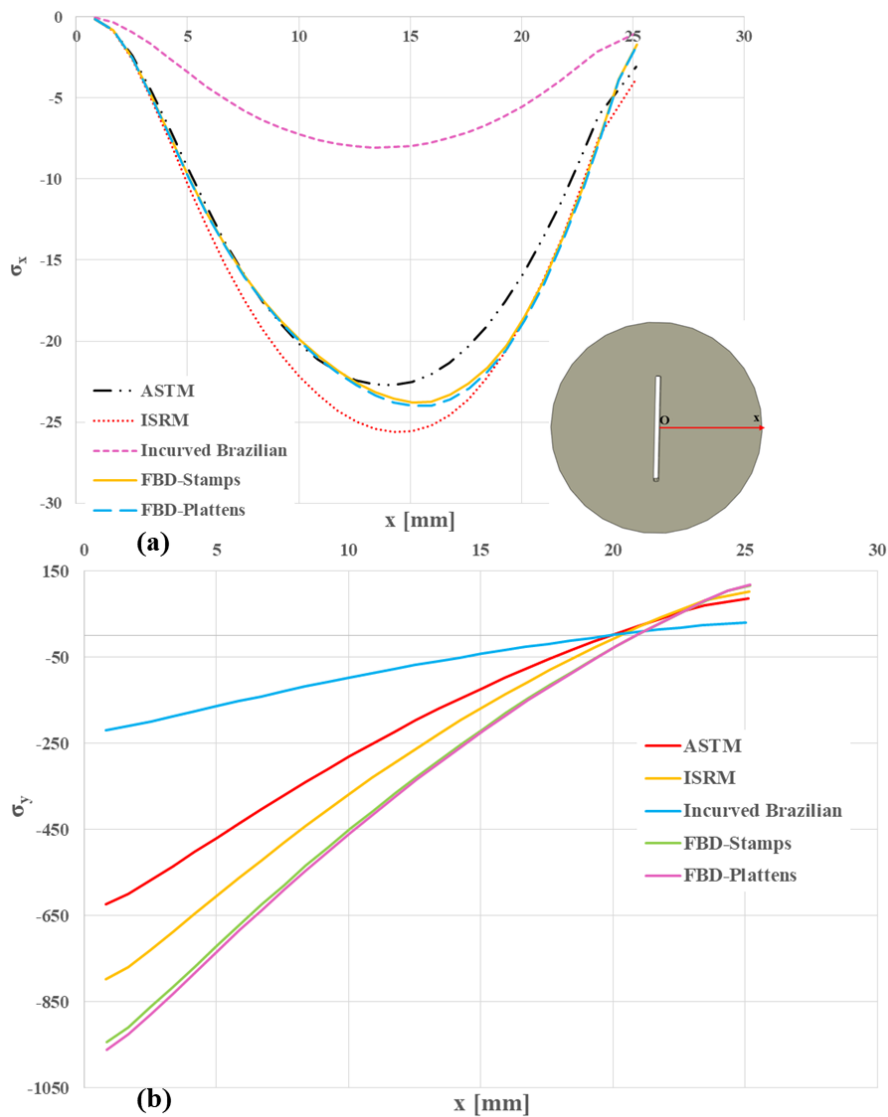 0
0 5 10 15 20 25 30
-5
-10
-15
-20
-25
-30
σx
ASTM
ISRM
Incurved Brazilian
FBD-Stamps
FBD-Plattens
O x
x [mm]
(a)
0 5 10 15 20 25 30
150
-50
-250
-450
-650
-850
-1050
σy
ASTM
ISRM
Incurved Brazilian
FBD-Stamps
FBD-Plattens
(b)
x [mm]